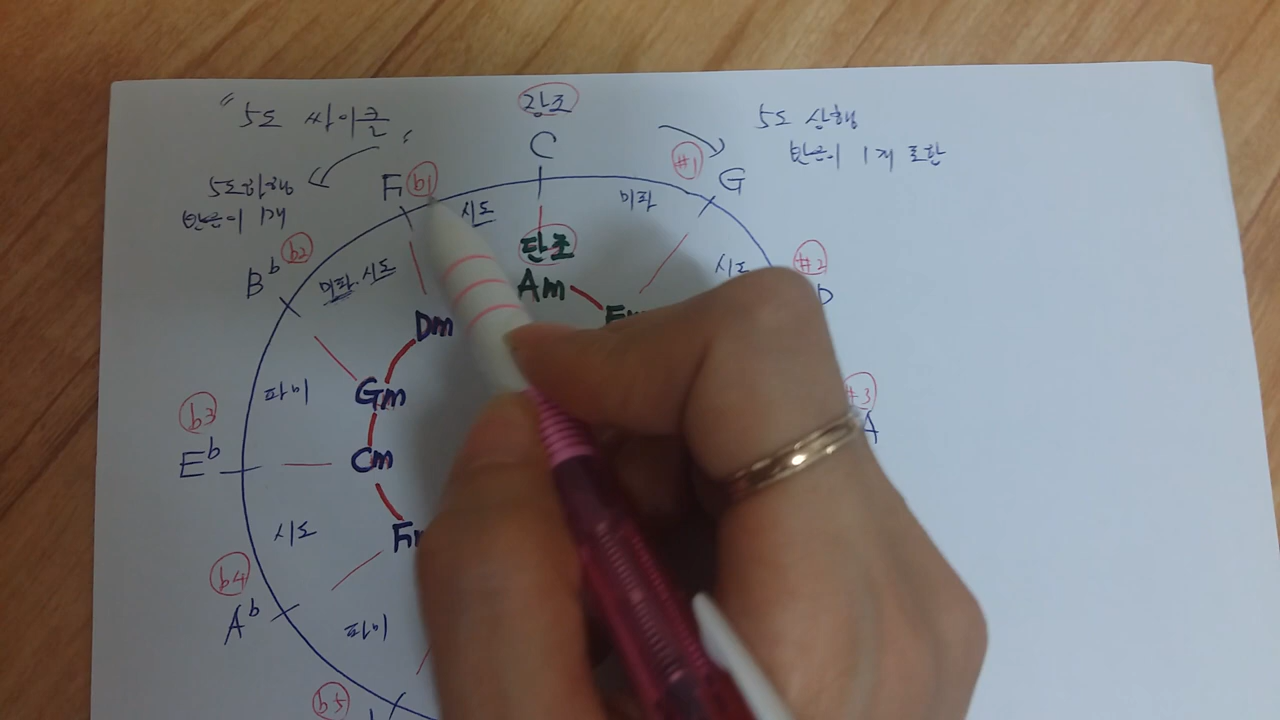 "5도 싸이클"
장조
C
5도 상행
반음이 1개 포함
5도하행
반음이 1개
F b1
#1 G
시도
미파
b2
B b
미파.시도
단조
Am
시도
#2
D
Dm
Em
파미
Gm
b3
E b
Cm
#3
A
시도
Fm
b4
A b
파미
b5